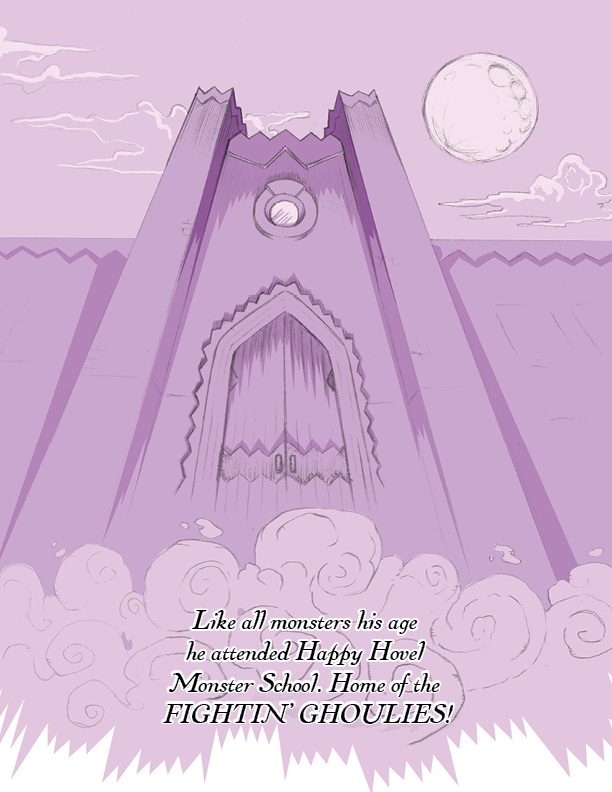 Like all monsters his age
he attended Happy Hovel
Monster School. Home of the
FIGHTIN' GHOULIES!